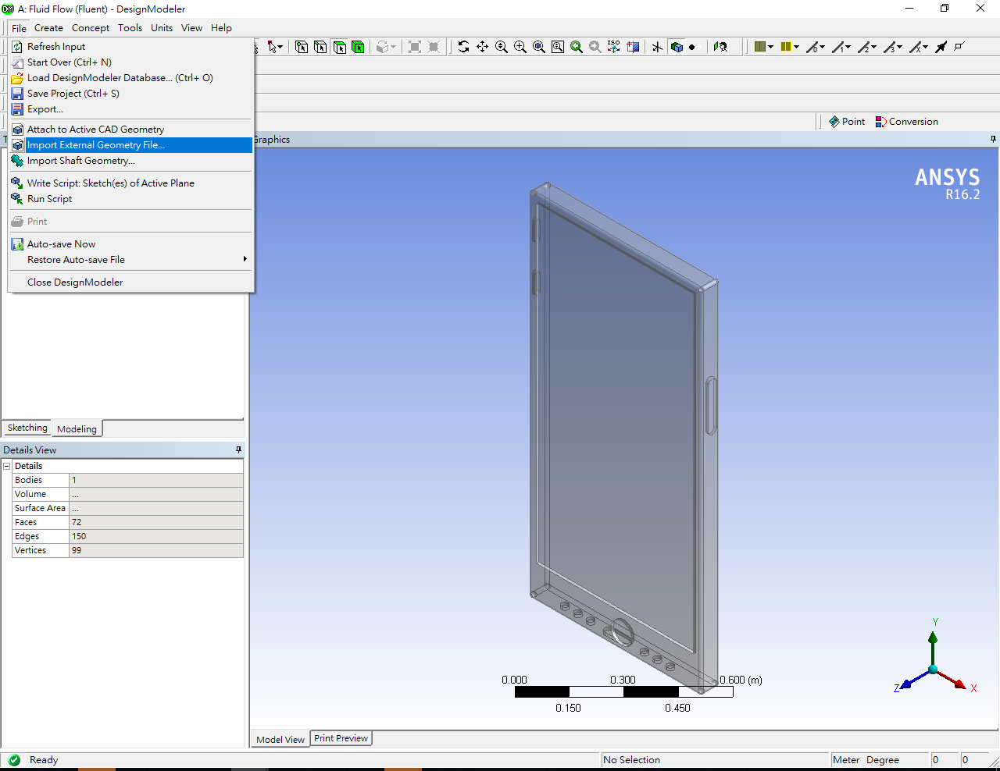 A: Fluid Flow (Fluent) - DesignModeler
File Create Concept Tools Units View Help
Refresh Input
Start Over (Ctrl+ N)
Load DesignModeler Database... (Ctrl+ O)
Save Project (Ctrl+ S)
Export...
Attach to Active CAD Geometry
Import External Geometry File...
Import Shaft Geometry...
Write Script: Sketch(es) of Active Plane
Run Script
Print
Auto-save Now
Restore Auto-save File
Close DesignModeler
ISO
Point Conversion
Graphics
ANSYS
R16.2
Sketching Modeling
Details View
Details
Bodies 1
Volume ...
Surface Area ...
Faces 72
Edges 150
Vertices 99
0.000 0.300 0.600 (m)
0.150 0.450
Y
Z X
Model View Print Preview
Ready No Selection Meter Degree 0 0